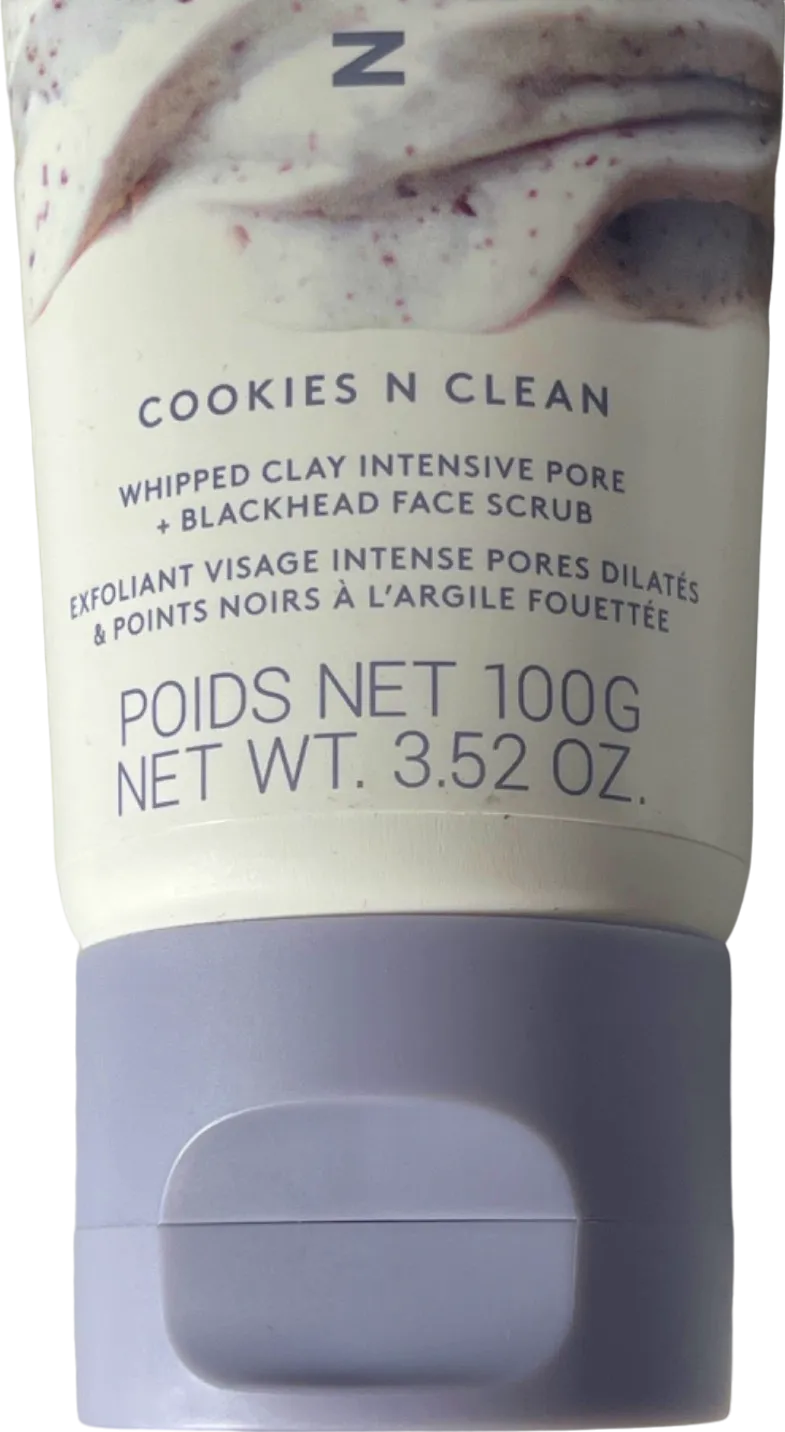 N
COOKIES N CLEAN
WHIPPED CLAY INTENSIVE PORE
+ BLACKHEAD FACE SCRUB
EXFOLIANT VISAGE INTENSE PORES DILATÉS
& POINTS NOIRS À L'ARGILE FOUETTÉE
POIDS NET 100G
NET WT. 3.52 OZ.